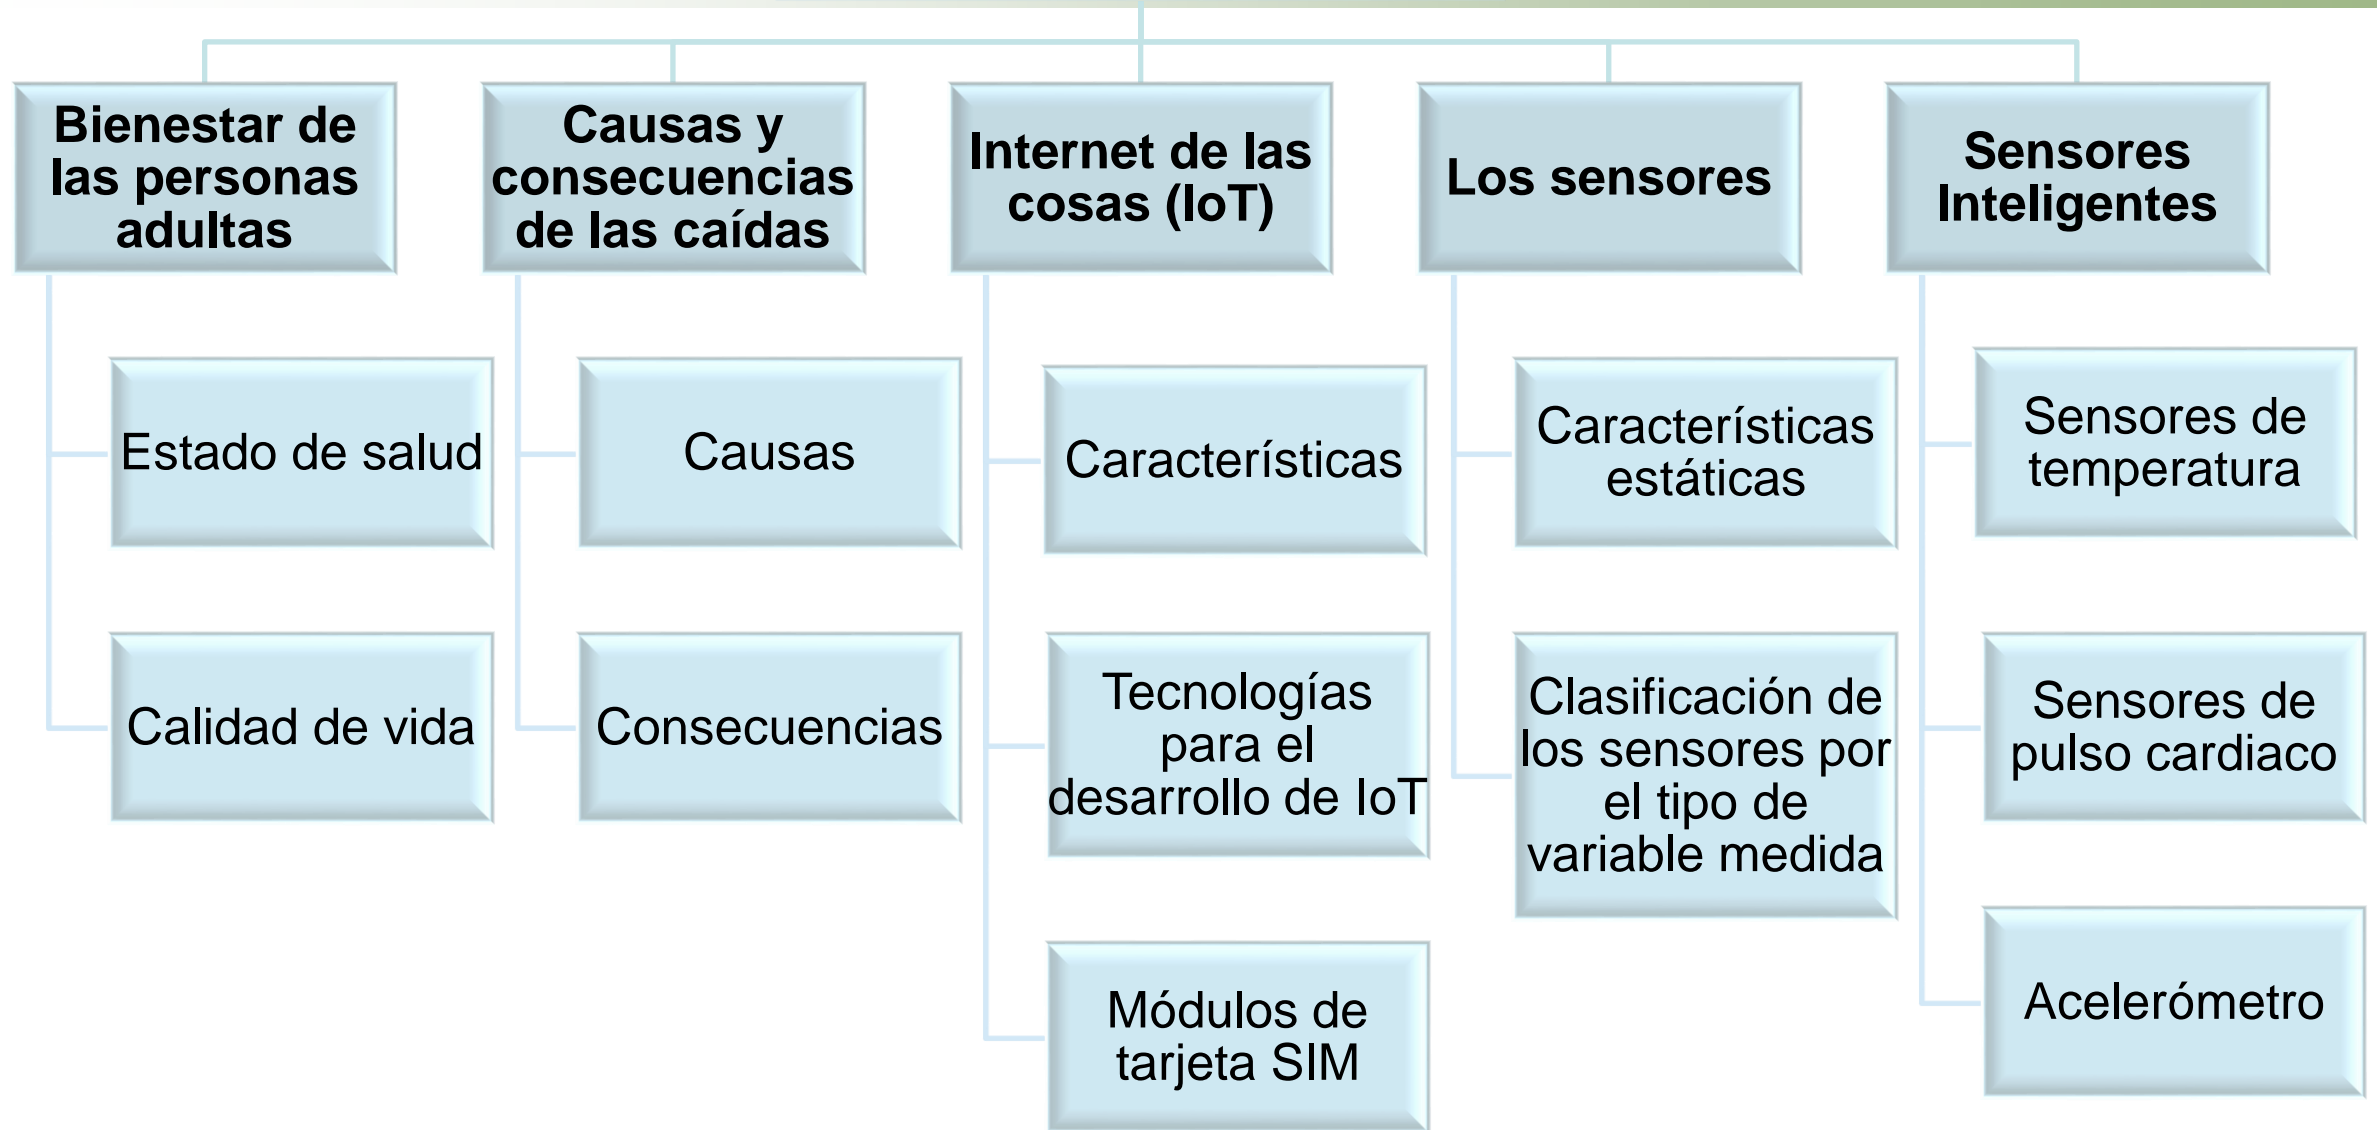 Bienestar de
las personas
adultas
Estado de salud
Calidad de vida
Causas y
consecuencias
de las caídas
Causas
Consecuencias
Internet de las
cosas (IoT)
Características
Tecnologías
para el
desarrollo de IoT
Módulos de
tarjeta SIM
Los sensores
Características
estáticas
Clasificación de
los sensores por
el tipo de
variable medida
Sensores
Inteligentes
Sensores de
temperatura
Sensores de
pulso cardiaco
Acelerómetro